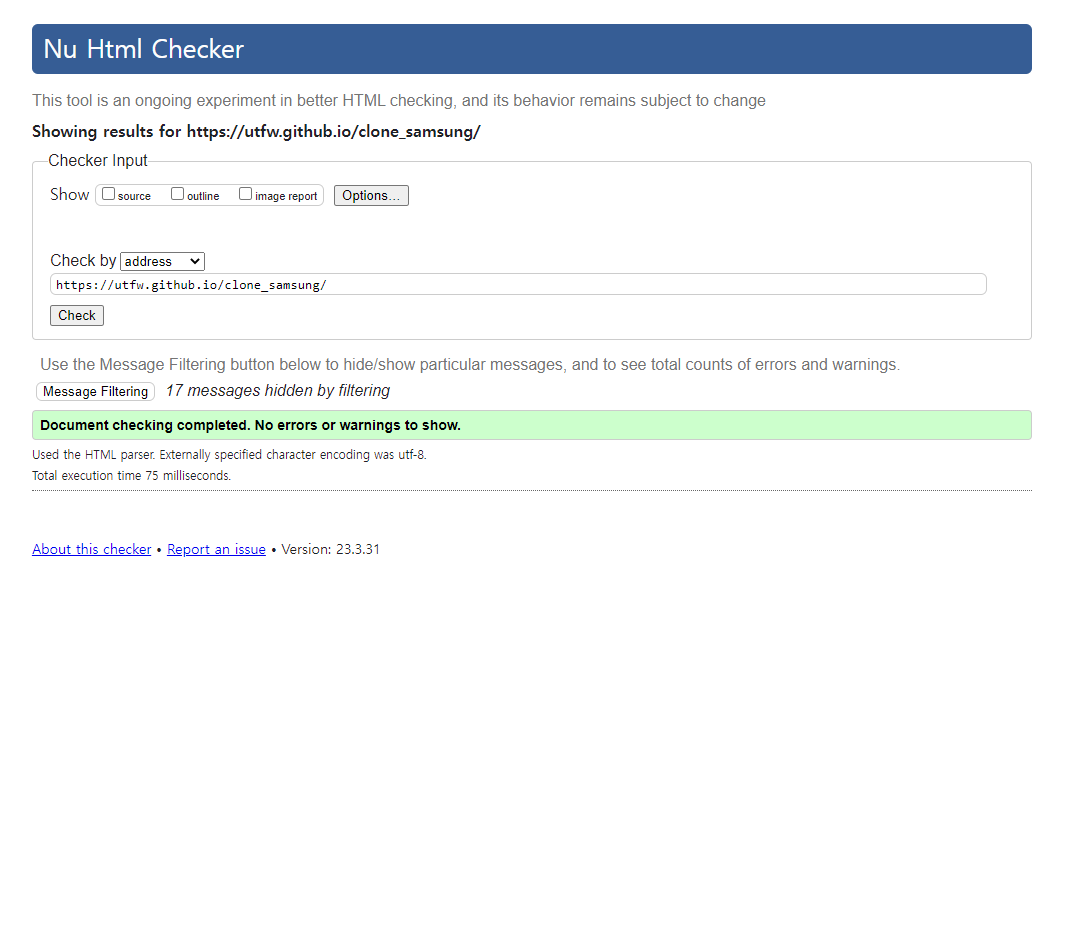 Nu Html Checker
This tool is an ongoing experiment in better HTML checking, and its behavior remains subject to change
Showing results for https://utfw.github.io/clone_samsung/
Checker Input
Show source outline image report Options...
Check by address
https://utfw.github.io/clone_samsung/
Check
Use the Message Filtering button below to hide/show particular messages, and to see total counts of errors and warnings.
Message Filtering 17 messages hidden by filtering
Document checking completed. No errors or warnings to show.
Used the HTML parser. Externally specified character encoding was utf-8.
Total execution time 75 milliseconds.
About this checker • Report an issue • Version: 23.3.31